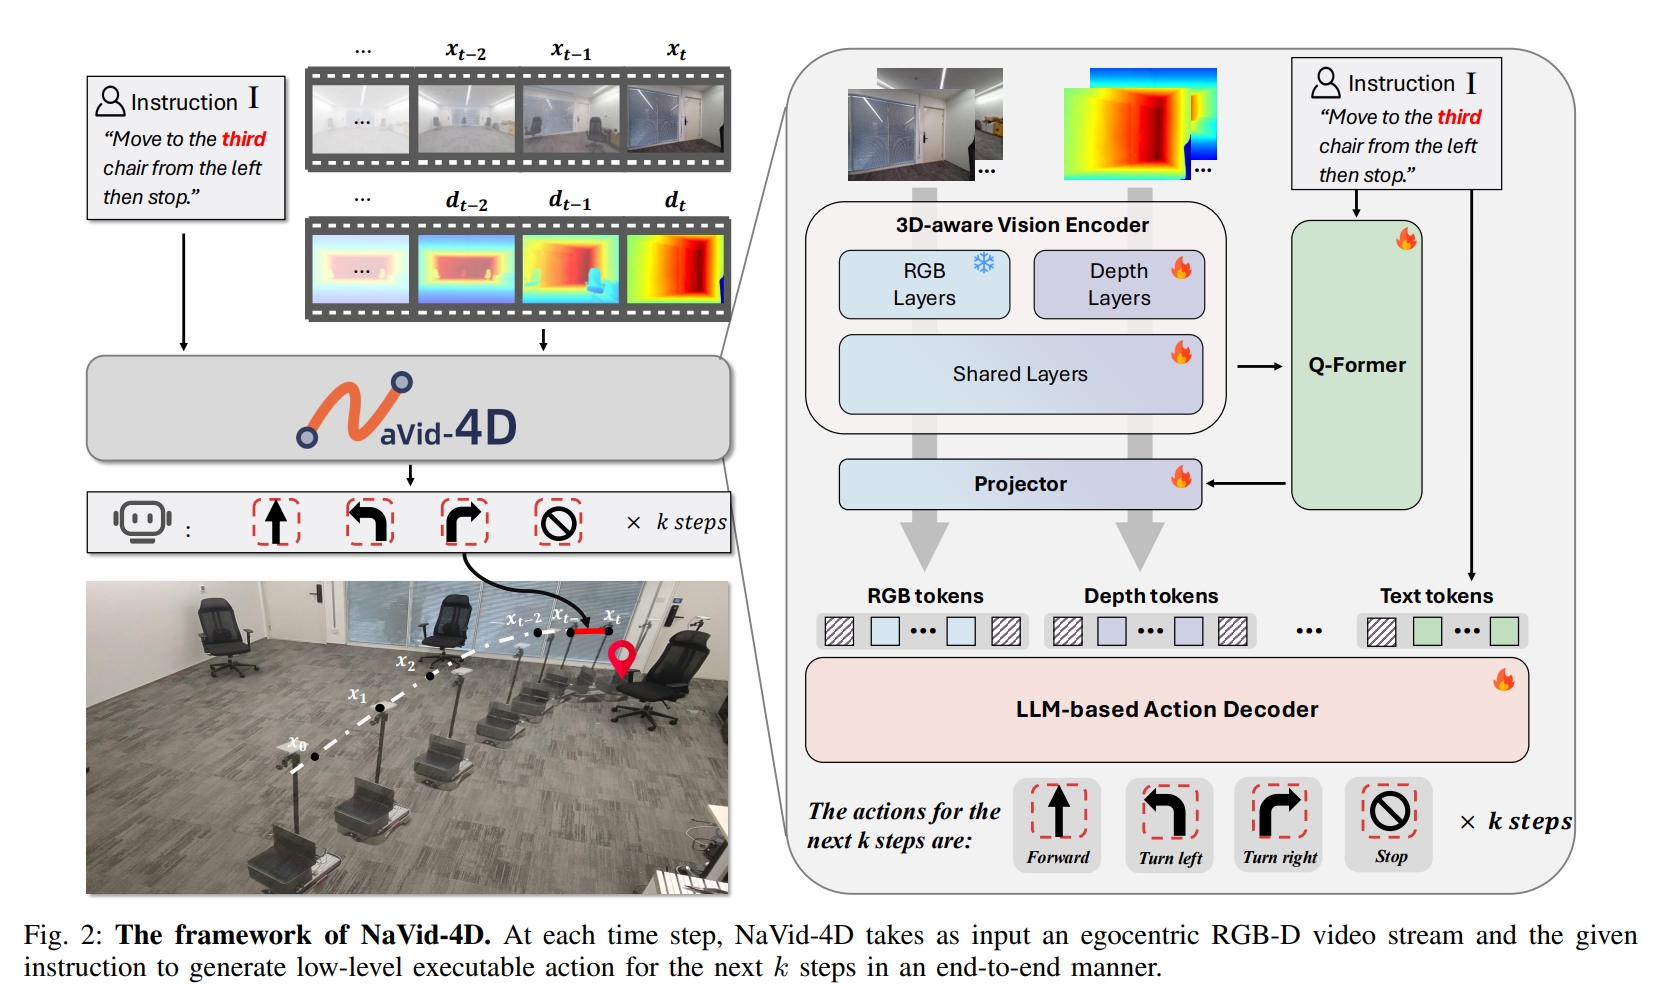 ... x_{t−2} x_{t−1} x_t
Instruction I
“Move to the third
chair from the left
then stop.”
...
... d_{t−2} d_{t−1} d_t
...
NaVid-4D
: × k steps
x_{t−2} x_{t−} x_t
x_2
x_1
x_0
Instruction I
“Move to the third
chair from the left
then stop.”
... ...
3D-aware Vision Encoder
RGB
Layers
Depth
Layers
Shared Layers
Q-Former
Projector
RGB tokens Depth tokens Text tokens
... ... ... ...
LLM-based Action Decoder
The actions for the
next k steps are:
Forward Turn left Turn right Stop
× k steps
Fig. 2: The framework of NaVid-4D. At each time step, NaVid-4D takes as input an egocentric RGB-D video stream and the given
instruction to generate low-level executable action for the next k steps in an end-to-end manner.